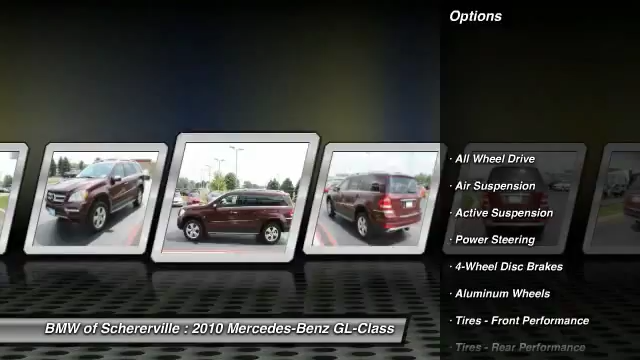 Options
· All Wheel Drive
· Air Suspension
· Active Suspension
· Power Steering
· 4-Wheel Disc Brakes
· Aluminum Wheels
· Tires - Front Performance
· Tires - Rear Performance
BMW of Schererville : 2010 Mercedes-Benz GL-Class